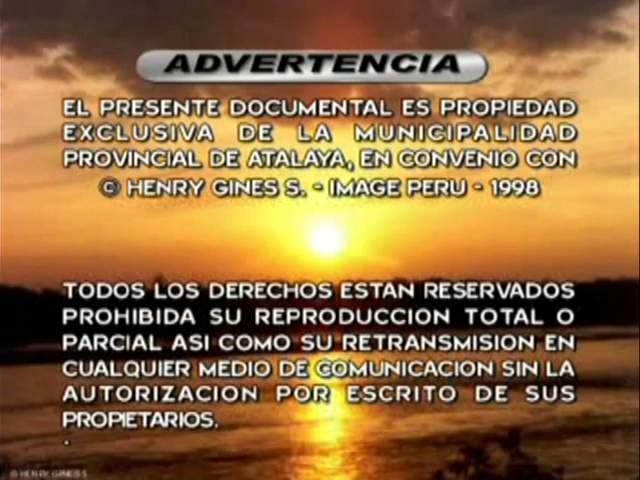 ADVERTENCIA
EL PRESENTE DOCUMENTAL ES PROPIEDAD
EXCLUSIVA DE LA MUNICIPALIDAD
PROVINCIAL DE ATALAYA, EN CONVENIO CON
© HENRY GINES S. - IMAGE PERU - 1998
TODOS LOS DERECHOS ESTAN RESERVADOS
PROHIBIDA SU REPRODUCCION TOTAL O
PARCIAL ASI COMO SU RETRANSMISION EN
CUALQUIER MEDIO DE COMUNICACION SIN LA
AUTORIZACION POR ESCRITO DE SUS
PROPIETARIOS.
.
© HENRY GINES S